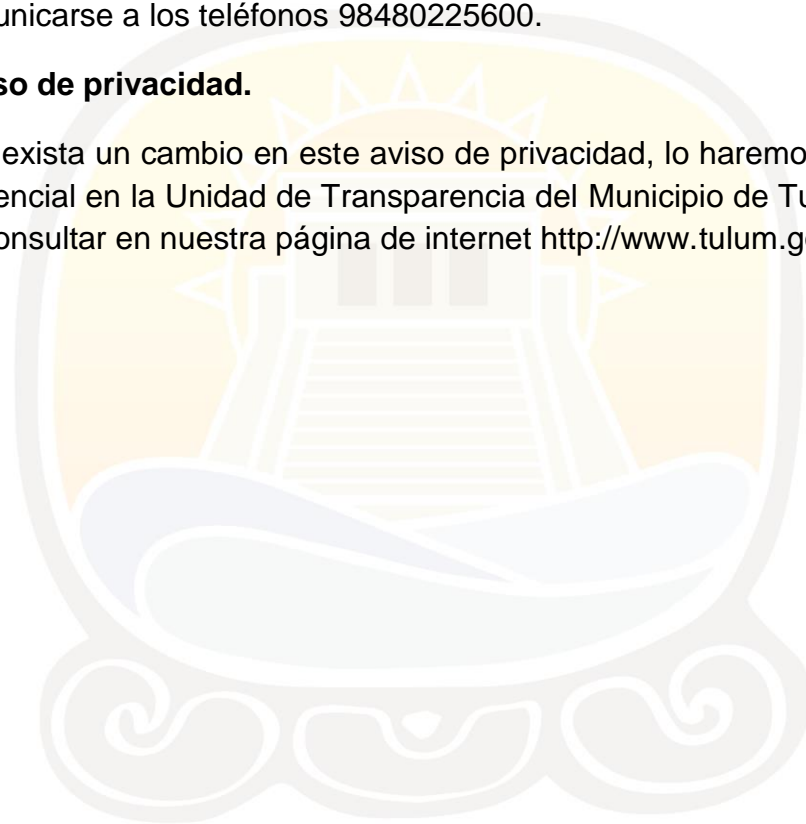 unicarse a los teléfonos 98480225600.
so de privacidad.
exista un cambio en este aviso de privacidad, lo haremo
encial en la Unidad de Transparencia del Municipio de Tu
onsultar en nuestra página de internet http://www.tulum.g